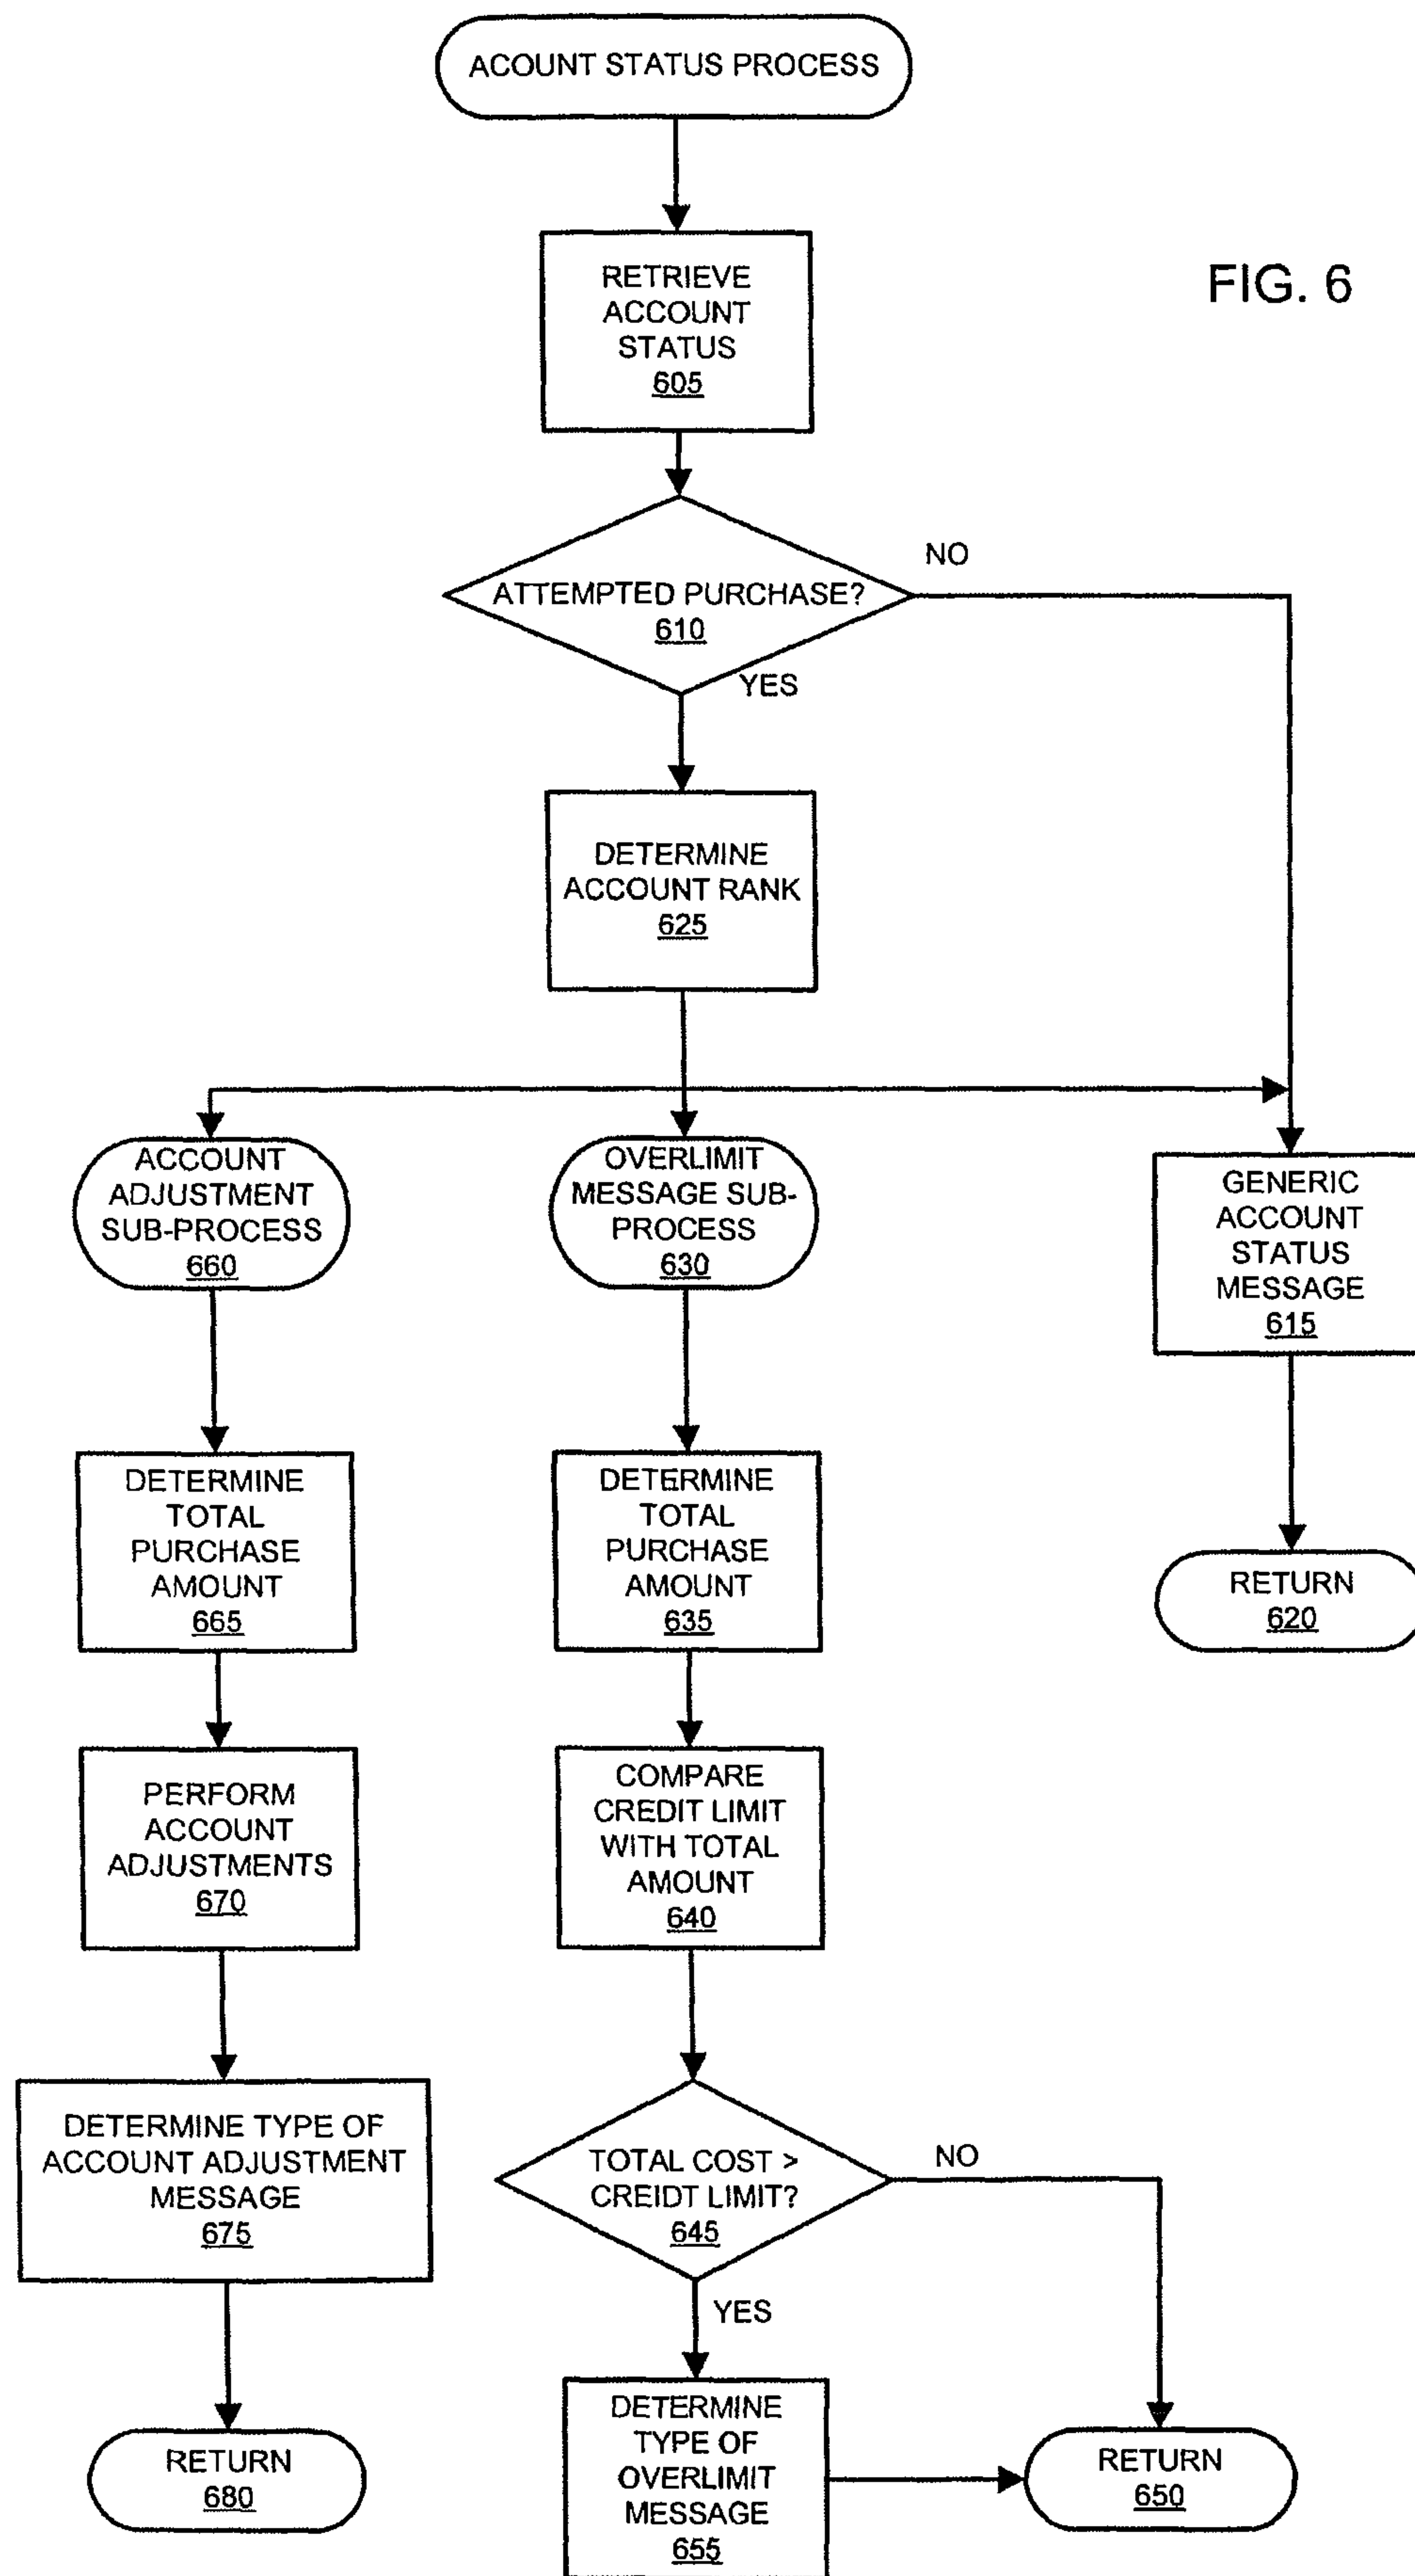 ACOUNT STATUS PROCESS
FIG. 6
RETRIEVE
ACCOUNT
STATUS
605
ATTEMPTED PURCHASE?
610
NO
YES
DETERMINE
ACCOUNT RANK
625
ACCOUNT
ADJUSTMENT
SUB-PROCESS
660
OVERLIMIT
MESSAGE SUB-
PROCESS
630
GENERIC
ACCOUNT
STATUS
MESSAGE
615
DETERMINE
TOTAL
PURCHASE
AMOUNT
665
DETERMINE
TOTAL
PURCHASE
AMOUNT
635
RETURN
620
PERFORM
ACCOUNT
ADJUSTMENTS
670
COMPARE
CREDIT LIMIT
WITH TOTAL
AMOUNT
640
DETERMINE TYPE OF
ACCOUNT ADJUSTMENT
MESSAGE
675
TOTAL COST >
CREIDT LIMIT?
645
NO
YES
RETURN
680
DETERMINE
TYPE OF
OVERLIMIT
MESSAGE
655
RETURN
650